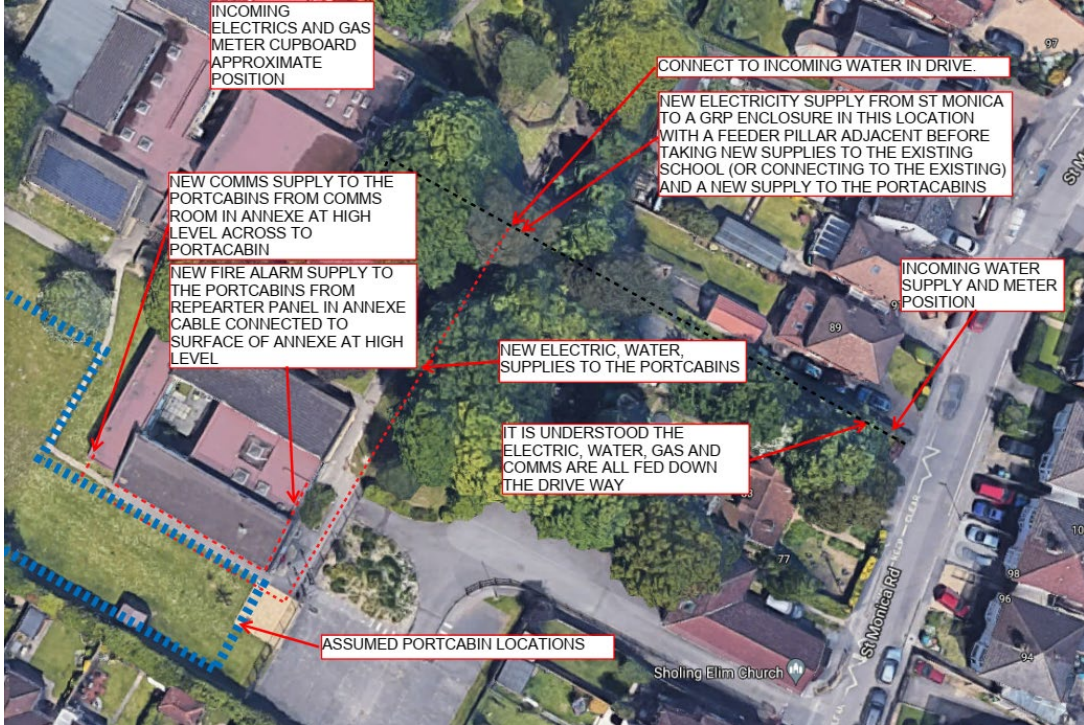 INCOMING
ELECTRICS AND GAS
METER CUPBOARD
APPROXIMATE
POSITION
97
CONNECT TO INCOMING WATER IN DRIVE.
NEW ELECTRICITY SUPPLY FROM ST MONICA
TO A GRP ENCLOSURE IN THIS LOCATION
WITH A FEEDER PILLAR ADJACENT BEFORE
TAKING NEW SUPPLIES TO THE EXISTING
SCHOOL (OR CONNECTING TO THE EXISTING)
AND A NEW SUPPLY TO THE PORTACABINS
St M
NEW COMMS SUPPLY TO THE
PORTCABINS FROM COMMS
ROOM IN ANNEXE AT HIGH
LEVEL ACROSS TO
PORTACABIN
NEW FIRE ALARM SUPPLY TO
THE PORTCABINS FROM
REPEARTER PANEL IN ANNEXE
CABLE CONNECTED TO
SURFACE OF ANNEXE AT HIGH
LEVEL
INCOMING WATER
SUPPLY AND METER
POSITION
89
NEW ELECTRIC, WATER,
SUPPLIES TO THE PORTCABINS
IT IS UNDERSTOOD THE
ELECTRIC, WATER, GAS AND
COMMS ARE ALL FED DOWN
THE DRIVE WAY
KEEP CLEAR
77
98
96
94
St Monica Rd
ASSUMED PORTCABIN LOCATIONS
Sholing Elim Church